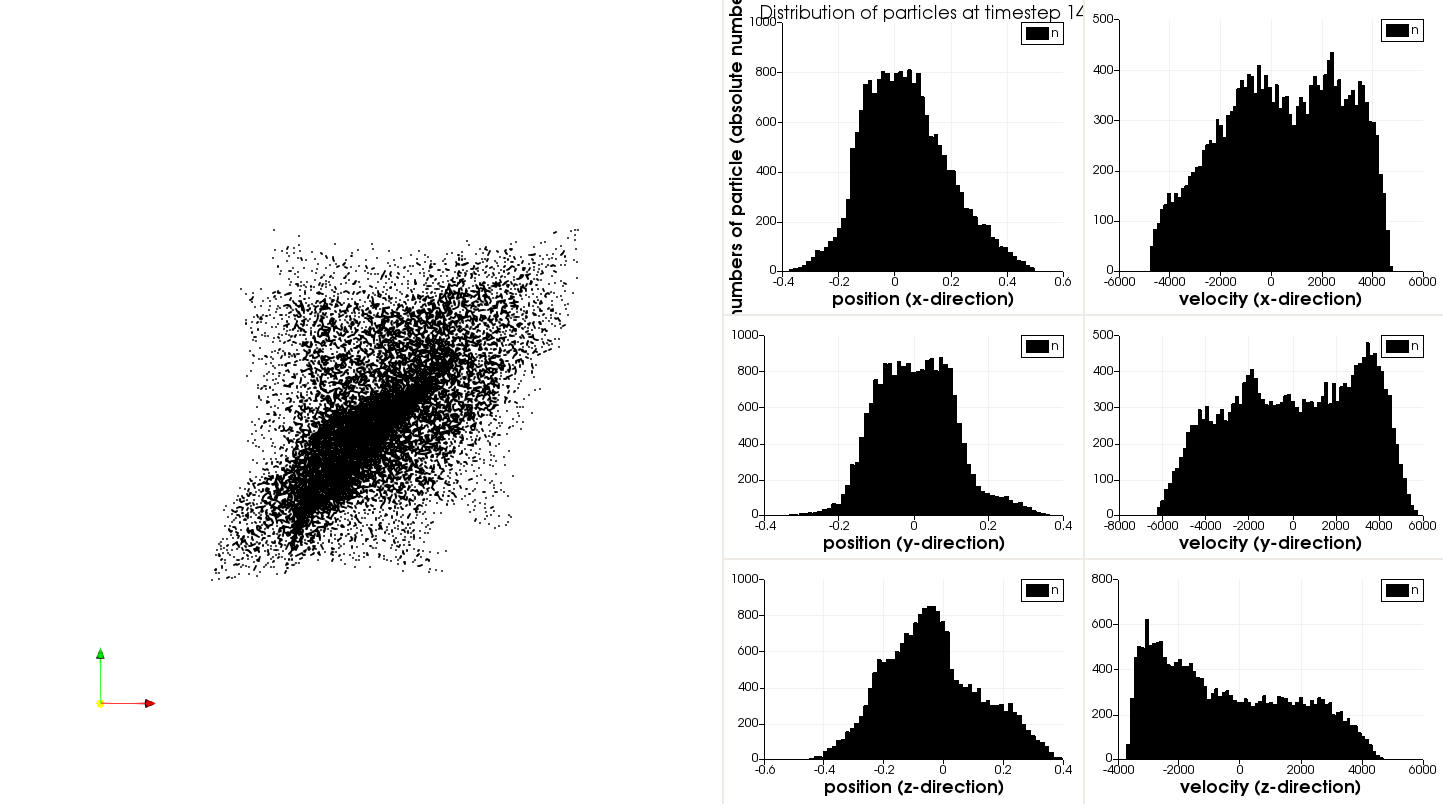 Distribution of particles at timestep 14
numbers of particle (absolute numbe
1000
800
600
400
200
0
-0.4 -0.2 0 0.2 0.4 0.6
position (x-direction)
n
500
400
300
200
100
0
-6000 -4000 -2000 0 2000 4000 6000
velocity (x-direction)
n
1000
800
600
400
200
0
-0.4 -0.2 0 0.2 0.4
position (y-direction)
n
500
400
300
200
100
0
-8000 -6000 -4000 -2000 0 2000 4000 6000
velocity (y-direction)
n
1000
800
600
400
200
0
-0.6 -0.4 -0.2 0 0.2 0.4
position (z-direction)
n
800
600
400
200
0
-4000 -2000 0 2000 4000 6000
velocity (z-direction)
n